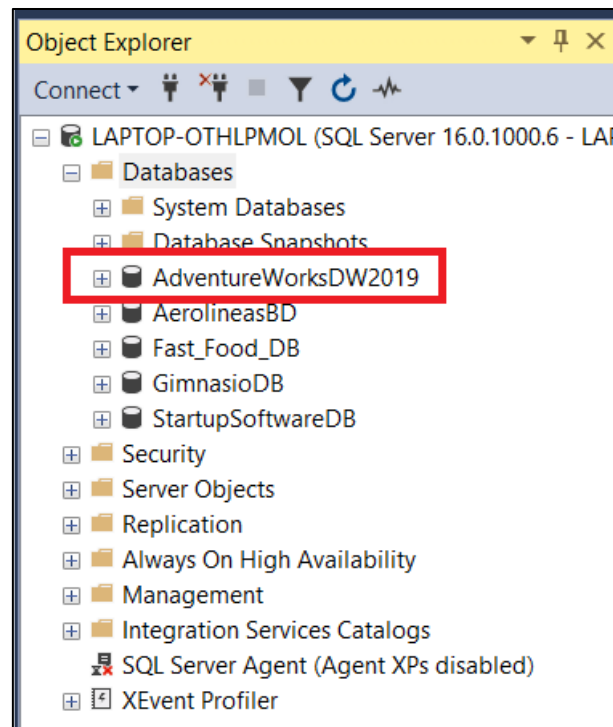 Object Explorer
Connect
LAPTOP-OTHLPMOL (SQL Server 16.0.1000.6 - LAP
Databases
System Databases
Database Snapshots
AdventureWorksDW2019
AerolineasBD
Fast_Food_DB
GimnasioDB
StartupSoftwareDB
Security
Server Objects
Replication
Always On High Availability
Management
Integration Services Catalogs
SQL Server Agent (Agent XPs disabled)
XEvent Profiler